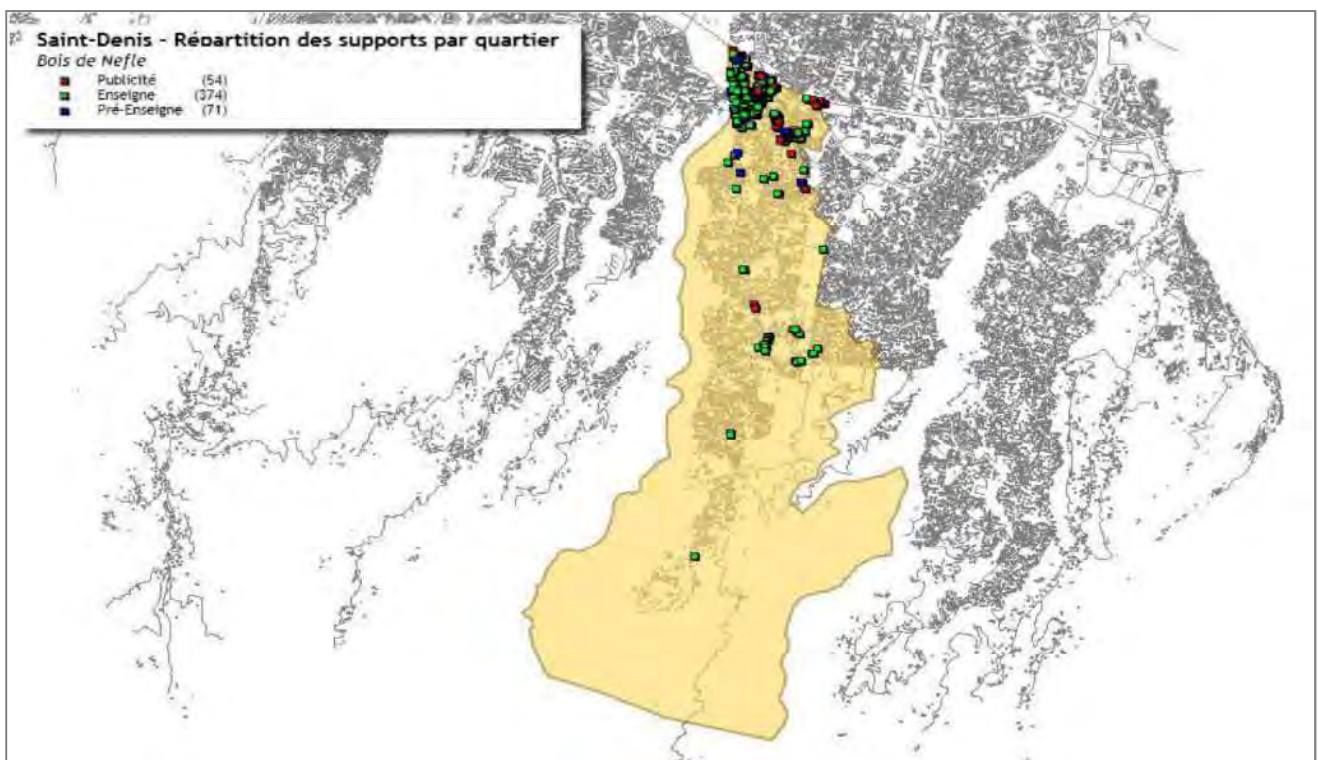 Saint-Denis - Répartition des supports par quartier
Bois de Nefle
Publicité (54)
Enseigne (374)
Pré-Enseigne (71)